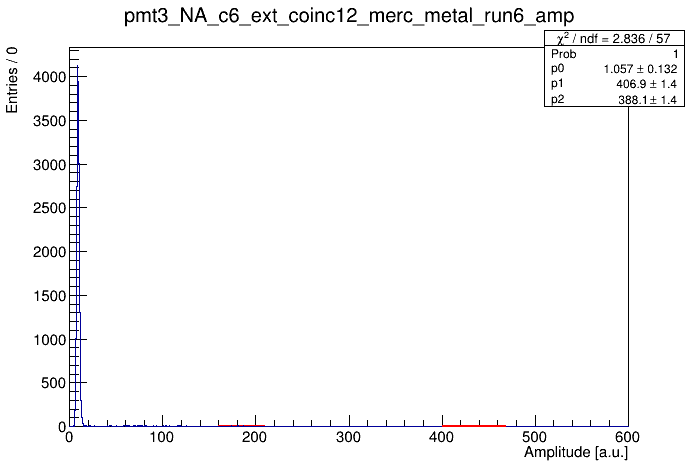 pmt3_NA_c6_ext_coinc12_merc_metal_run6_amp
χ² / ndf = 2.836 / 57
Prob 1
p0 1.057 ± 0.132
p1 406.9 ± 1.4
p2 388.1 ± 1.4
Entries / 0
4000
3500
3000
2500
2000
1500
1000
500
0
0 100 200 300 400 500 600
Amplitude [a.u.]